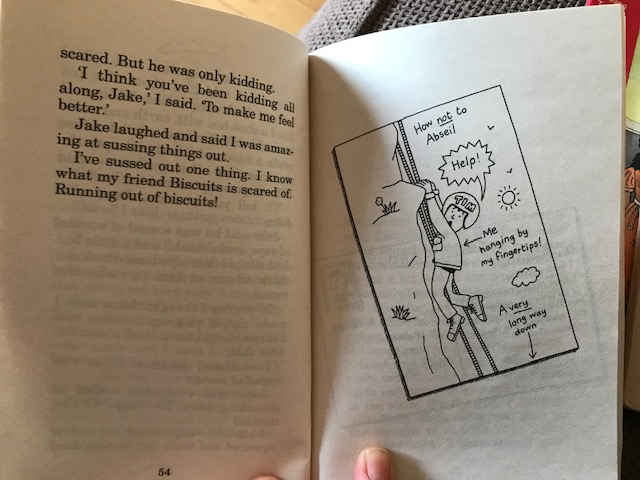 scared. But he was only kidding.
‘I think you’ve been kidding all
along, Jake,’ I said. ‘To make me feel
better.’
Jake laughed and said I was amaz-
ing at sussing things out.
I’ve sussed out one thing. I know
what my friend Biscuits is scared of.
Running out of biscuits!
54
How not to
Abseil
Help!
TIM
Me
hanging by
my fingertips!
A very
long way
down